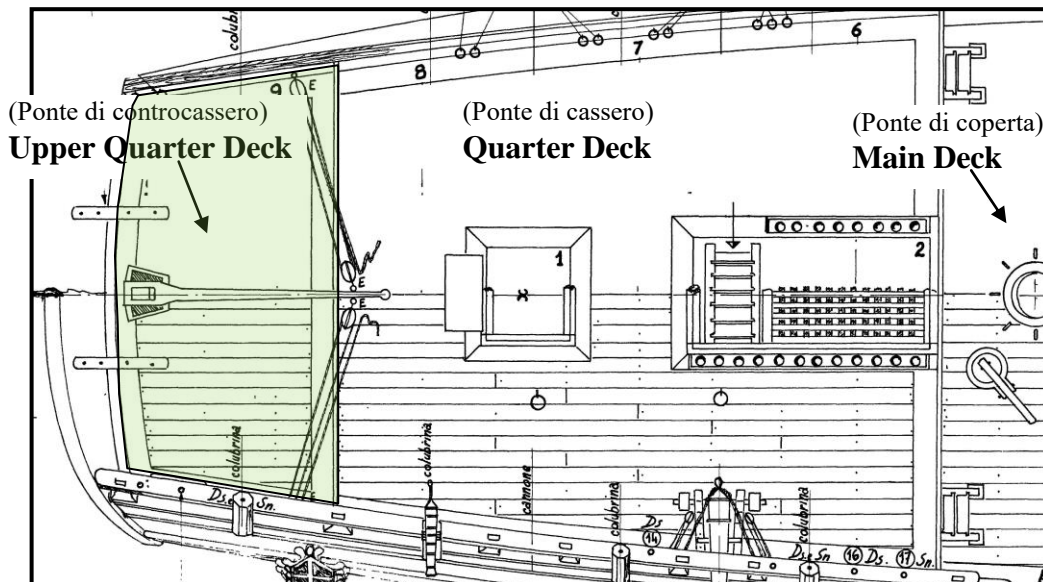 colubrina
6
7
8
9
E
(Ponte di controcassero)
Upper Quarter Deck
(Ponte di cassero)
Quarter Deck
(Ponte di coperta)
Main Deck
1
2
E
E
colubrina
colubrina
cannone
colubrina
colubrina
Ds. Sn.
Ds
14
Ds. Sn
16 Ds.
17 Sn.